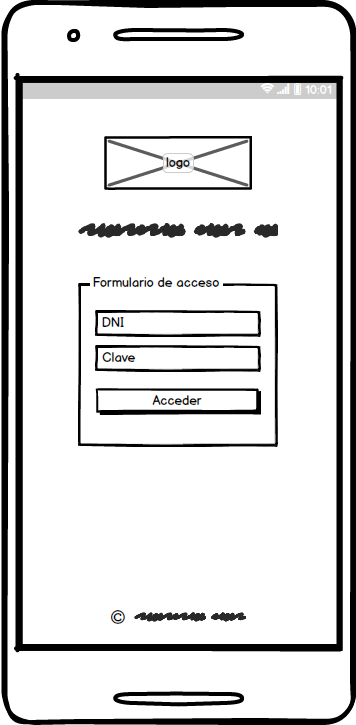 10:01
logo
Formulario de acceso
DNI
Clave
Acceder
©